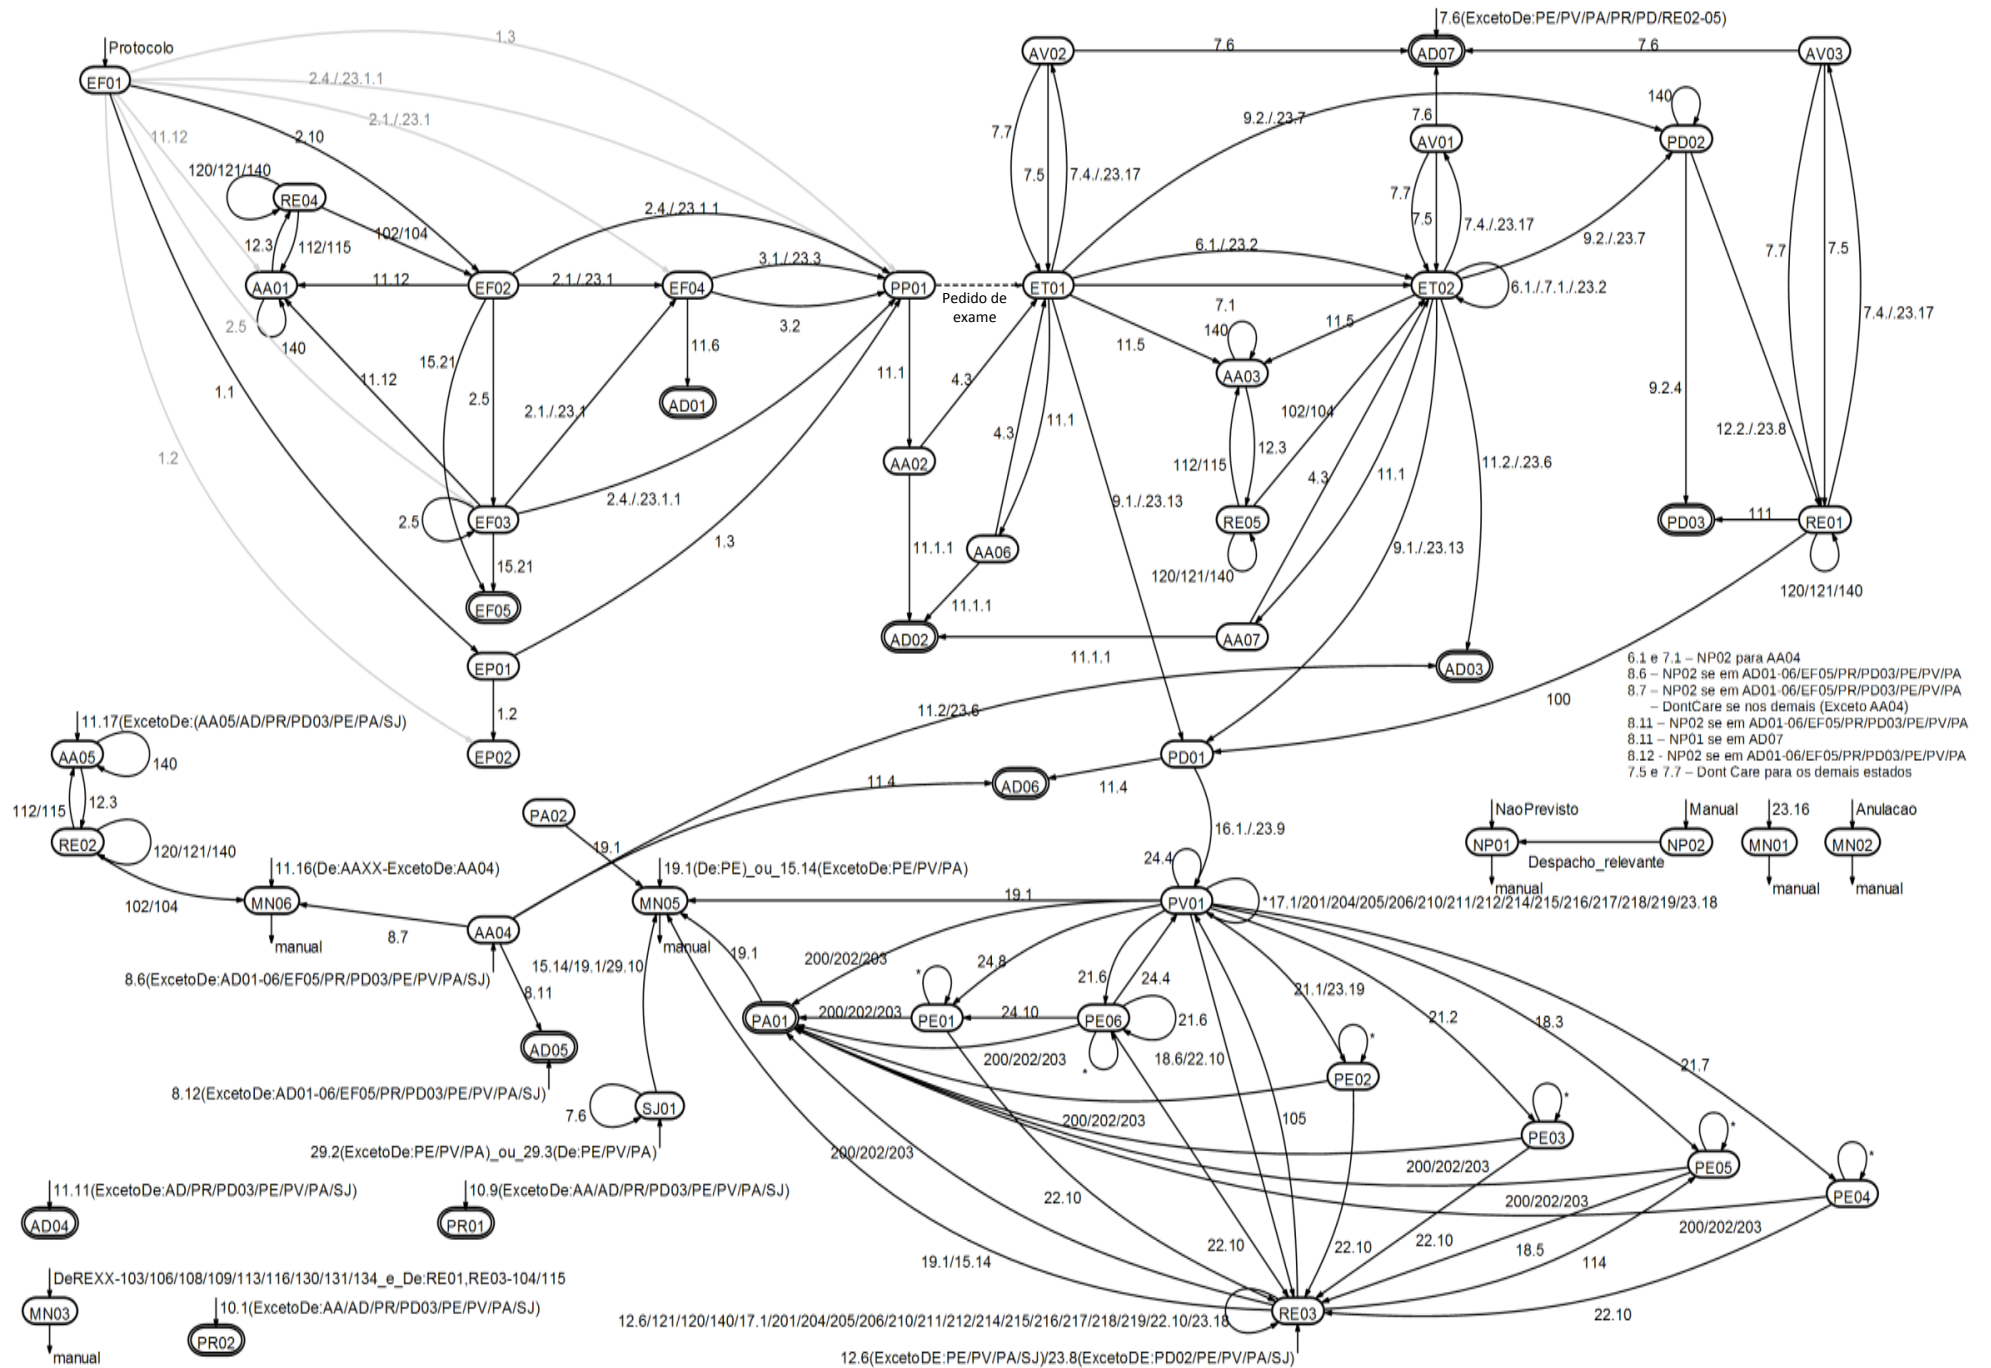 Protocolo
EF01
1.3
2.4./.23.1.1
2.1./.23.1
11.12
2.10
120/121/140
RE04
12.3
112/115
102/104
AA01
11.12
140
EF02
2.1/.23.1
2.4./.23.1.1
EF04
3.1./.23.3
3.2
PP01
Pedido de
exame
2.5
11.12
15.21
2.5
2.1./.23.1
11.6
AD01
1.1
1.2
2.5
EF03
2.4./.23.1.1
15.21
EF05
1.3
EP01
1.2
EP02
11.1
4.3
AA02
11.1.1
AD02
4.3
11.1
AA06
11.1.1
11.1.1
AV02
7.6
7.6(ExcetoDe:PE/PV/PA/PR/PD/RE02-05)
AD07
7.6
AV03
7.7
7.5
7.4./.23.17
9.2./.23.7
7.6
AV01
7.7
7.5
7.4./.23.17
140
PD02
9.2./.23.7
ET01
6.1./.23.2
7.1
ET02
6.1./.7.1./.23.2
11.5
11.5
140
AA03
112/115
12.3
102/104
RE05
120/121/140
4.3
11.1
AA07
11.2./.23.6
9.1./.23.13
9.1./.23.13
AD03
9.2.4
12.2./.23.8
7.7
7.5
7.4./.23.17
PD03
111
RE01
120/121/140
100
6.1 e 7.1 – NP02 para AA04
8.6 – NP02 se em AD01-06/EF05/PR/PD03/PE/PV/PA
8.7 – NP02 se em AD01-06/EF05/PR/PD03/PE/PV/PA
– DontCare se nos demais (Exceto AA04)
8.11 – NP02 se em AD01-06/EF05/PR/PD03/PE/PV/PA
8.11 – NP01 se em AD07
8.12 - NP02 se em AD01-06/EF05/PR/PD03/PE/PV/PA
7.5 e 7.7 – Dont Care para os demais estados
11.17(ExcetoDe:(AA05/AD/PR/PD03/PE/PA/SJ)
AA05
140
112/115
12.3
RE02
120/121/140
102/104
11.16(De:AAXX-ExcetoDe:AA04)
MN06
manual
8.7
AA04
8.6(ExcetoDe:AD01-06/EF05/PR/PD03/PE/PV/PA/SJ)
8.11
AD05
8.12(ExcetoDe:AD01-06/EF05/PR/PD03/PE/PV/PA/SJ)
11.2/23.6
11.4
AD06
11.4
PD01
16.1./.23.9
PA02
19.1
19.1(De:PE)_ou_15.14(ExcetoDe:PE/PV/PA)
MN05
manual
15.14/19.1/29.10
7.6
SJ01
29.2(ExcetoDe:PE/PV/PA)_ou_29.3(De:PE/PV/PA)
NaoPrevisto
NP01
manual
Despacho_relevante
Manual
NP02
23.16
MN01
manual
Anulacao
MN02
manual
24.4
PV01
*17.1/201/204/205/206/210/211/212/214/215/216/217/218/219/23.18
19.1
19.1
200/202/203
24.8
21.6
24.4
21.1/23.19
21.2
18.3
21.7
PA01
200/202/203
*
PE01
24.10
PE06
21.6
*
200/202/203
18.6/22.10
*
PE02
200/202/203
105
*
PE03
200/202/203
*
PE05
200/202/203
*
PE04
200/202/203
200/202/203
22.10
19.1/15.14
22.10
22.10
22.10
18.5
114
22.10
RE03
12.6/121/120/140/17.1/201/204/205/206/210/211/212/214/215/216/217/218/219/22.10/23.18
12.6(ExcetoDE:PE/PV/PA/SJ)/23.8(ExcetoDE:PD02/PE/PV/PA/SJ)
11.11(ExcetoDe:AD/PR/PD03/PE/PV/PA/SJ)
AD04
10.9(ExcetoDe:AA/AD/PR/PD03/PE/PV/PA/SJ)
PR01
DeREXX-103/106/108/109/113/116/130/131/134_e_De:RE01,RE03-104/115
MN03
manual
10.1(ExcetoDe:AA/AD/PR/PD03/PE/PV/PA/SJ)
PR02